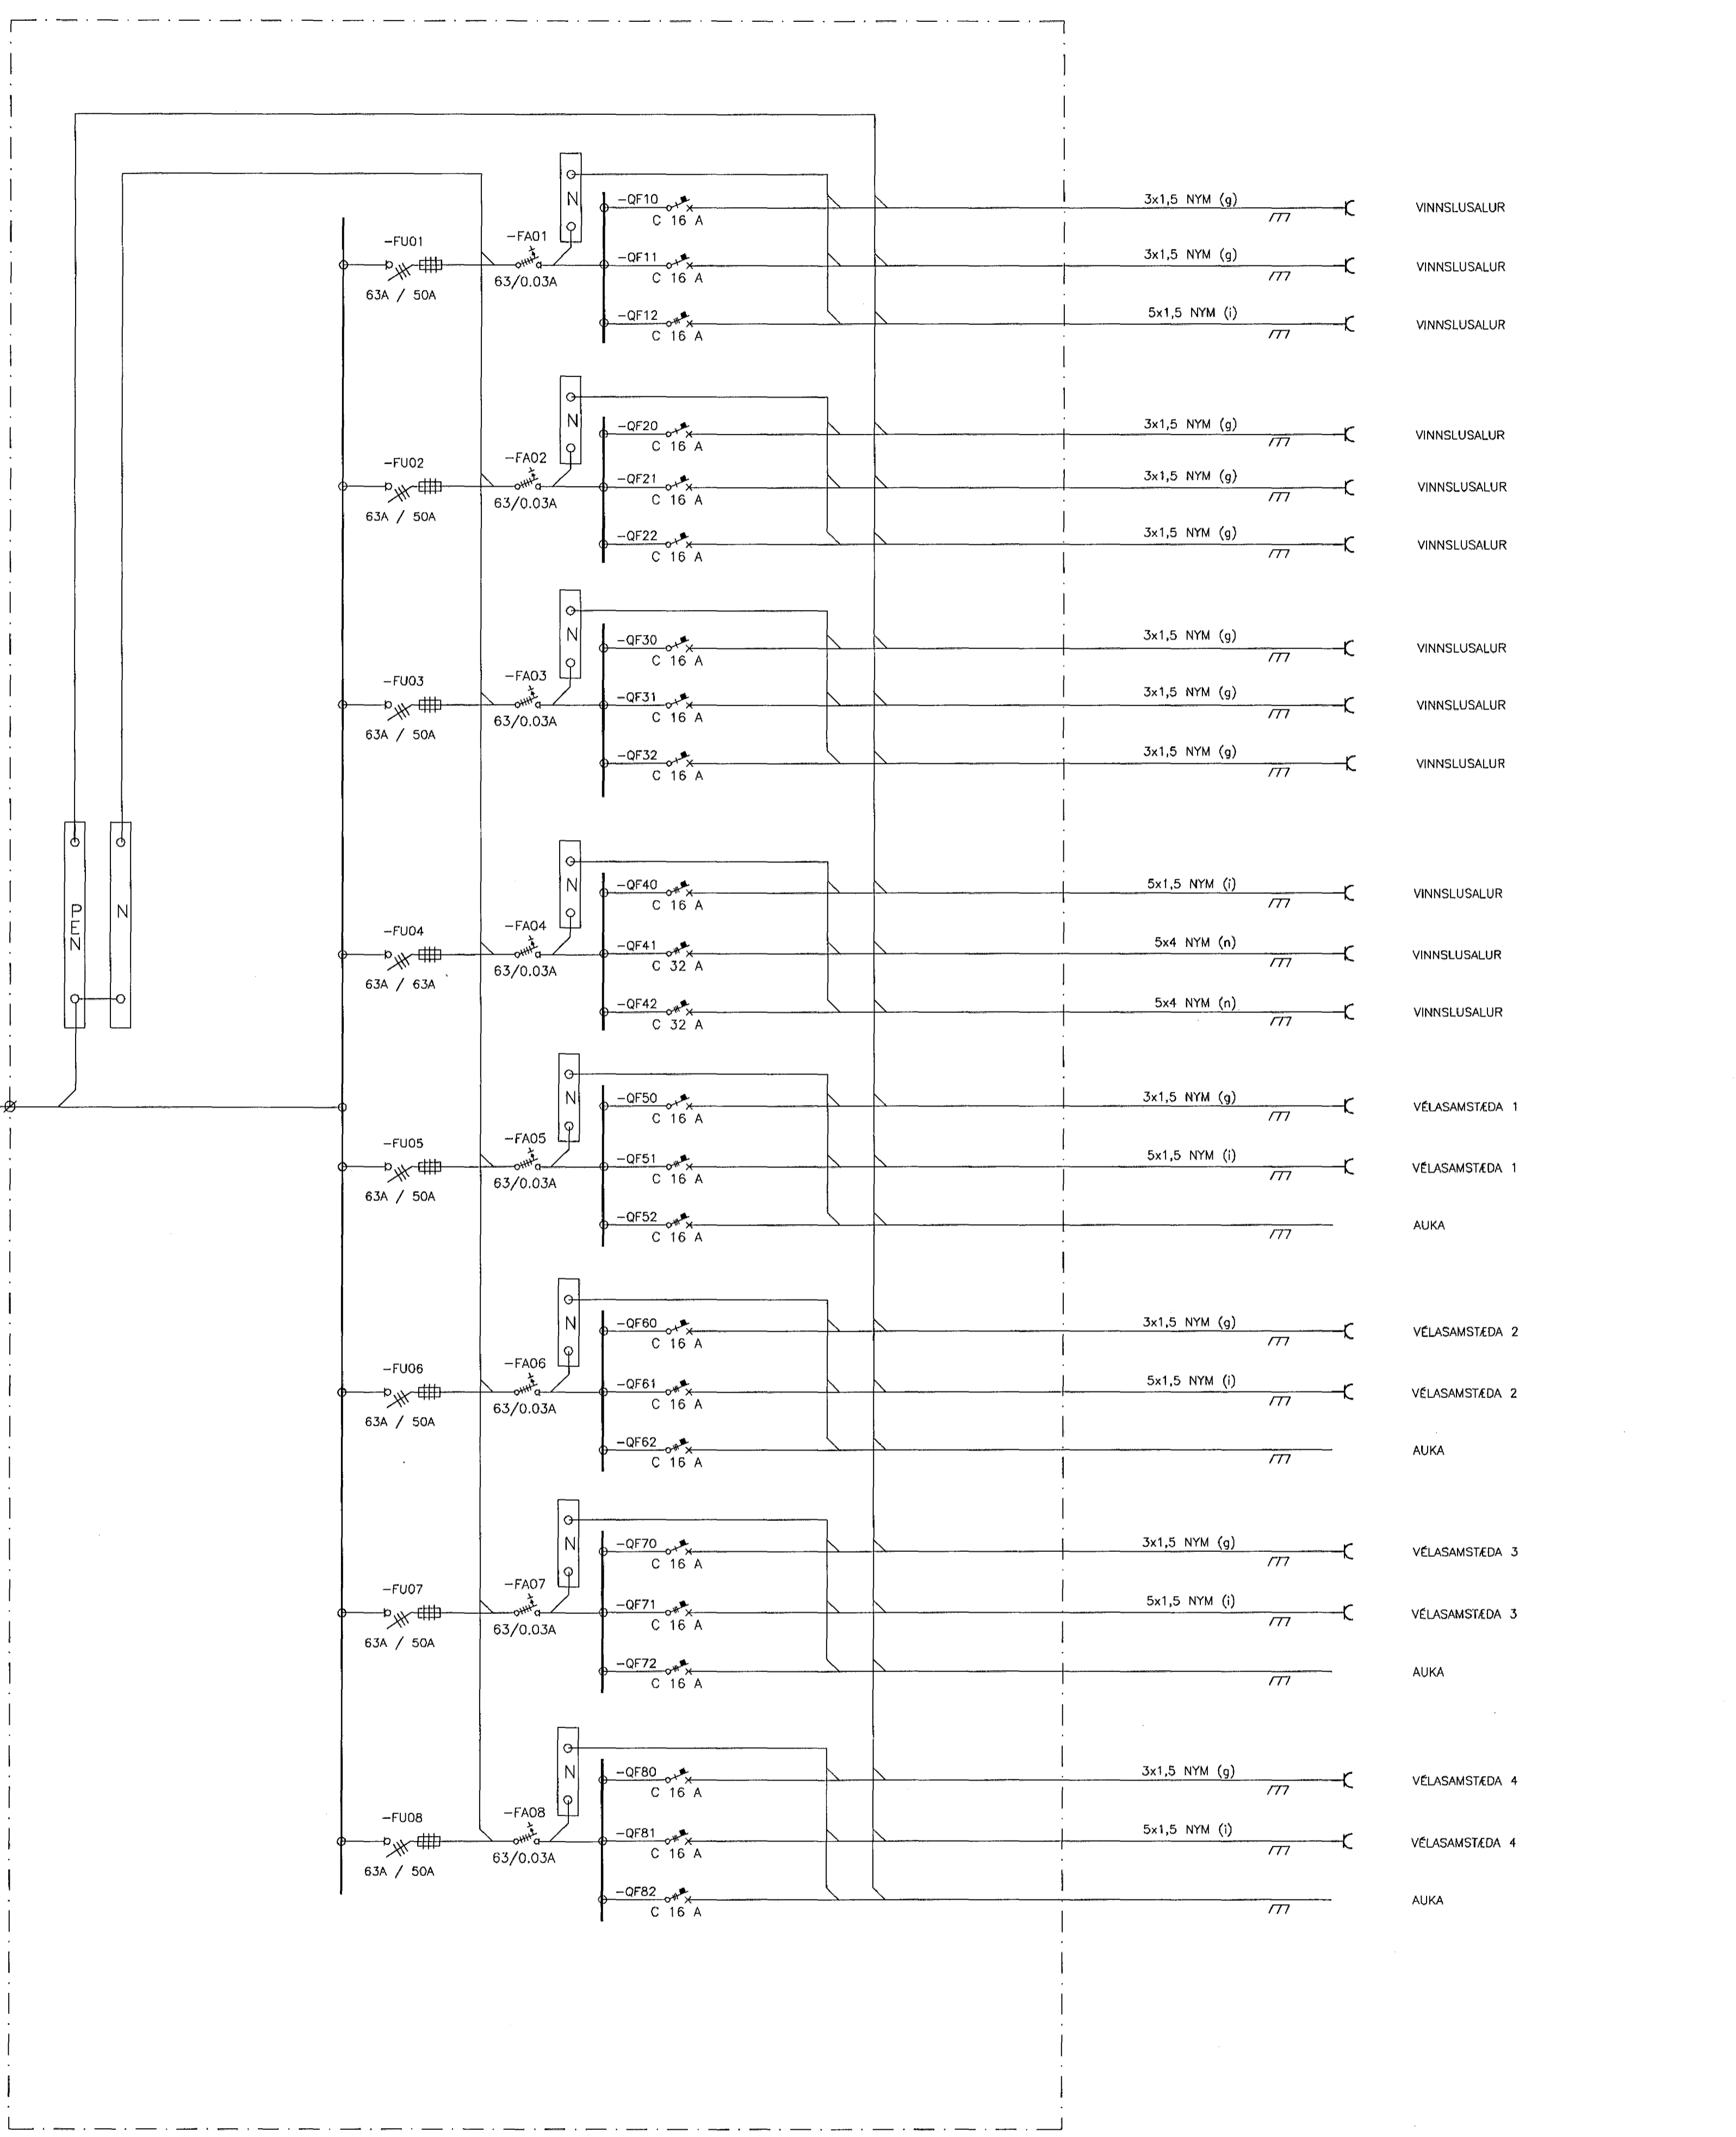 N
-QF10
C 16 A
3x1,5 NYM (g)
VINNSLUSALUR
-FU01
63A / 50A
-FA01
63/0.03A
-QF11
C 16 A
3x1,5 NYM (g)
VINNSLUSALUR
-QF12
C 16 A
5x1,5 NYM (i)
VINNSLUSALUR
N
-QF20
C 16 A
3x1,5 NYM (g)
VINNSLUSALUR
-FU02
63A / 50A
-FA02
63/0.03A
-QF21
C 16 A
3x1,5 NYM (g)
VINNSLUSALUR
-QF22
C 16 A
3x1,5 NYM (g)
VINNSLUSALUR
N
-QF30
C 16 A
3x1,5 NYM (g)
VINNSLUSALUR
-FU03
63A / 50A
-FA03
63/0.03A
-QF31
C 16 A
3x1,5 NYM (g)
VINNSLUSALUR
-QF32
C 16 A
3x1,5 NYM (g)
VINNSLUSALUR
PEN
N
N
-QF40
C 16 A
5x1,5 NYM (i)
VINNSLUSALUR
-FU04
63A / 63A
-FA04
63/0.03A
-QF41
C 32 A
5x4 NYM (n)
VINNSLUSALUR
-QF42
C 32 A
5x4 NYM (n)
VINNSLUSALUR
N
-QF50
C 16 A
3x1,5 NYM (g)
VÉLASAMSTÆDA 1
-FU05
63A / 50A
-FA05
63/0.03A
-QF51
C 16 A
5x1,5 NYM (i)
VÉLASAMSTÆDA 1
-QF52
C 16 A
AUKA
N
-QF60
C 16 A
3x1,5 NYM (g)
VÉLASAMSTÆDA 2
-FU06
63A / 50A
-FA06
63/0.03A
-QF61
C 16 A
5x1,5 NYM (i)
VÉLASAMSTÆDA 2
-QF62
C 16 A
AUKA
N
-QF70
C 16 A
3x1,5 NYM (g)
VÉLASAMSTÆDA 3
-FU07
63A / 50A
-FA07
63/0.03A
-QF71
C 16 A
5x1,5 NYM (i)
VÉLASAMSTÆDA 3
-QF72
C 16 A
AUKA
N
-QF80
C 16 A
3x1,5 NYM (g)
VÉLASAMSTÆDA 4
-FU08
63A / 50A
-FA08
63/0.03A
-QF81
C 16 A
5x1,5 NYM (i)
VÉLASAMSTÆDA 4
-QF82
C 16 A
AUKA